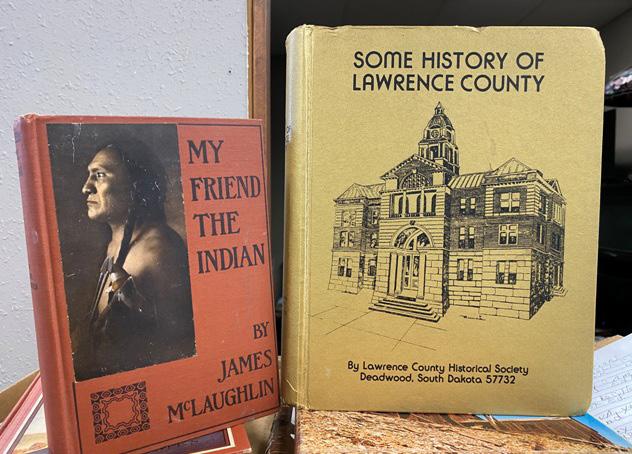 MY
FRIEND
THE
INDIAN
BY
JAMES
McLAUGHLIN
SOME HISTORY OF
LAWRENCE COUNTY
By Lawrence County Historical Society
Deadwood, South Dakota 57732